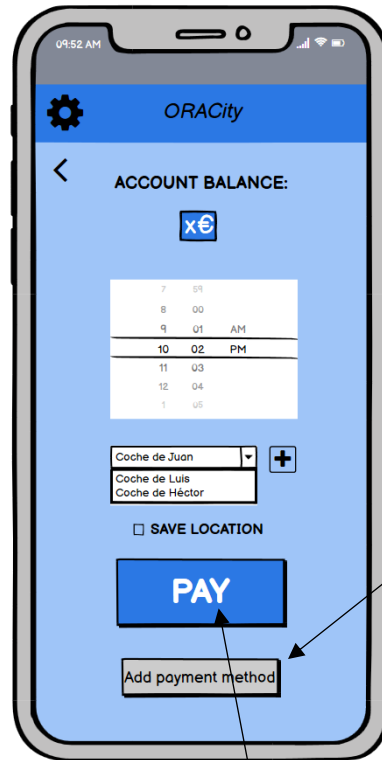 09:52 AM
ORACity
ACCOUNT BALANCE:
x€
7 59
8 00
9 01 AM
10 02 PM
11 03
12 04
1 05
Coche de Juan
Coche de Luis
Coche de Héctor
SAVE LOCATION
PAY
Add payment method